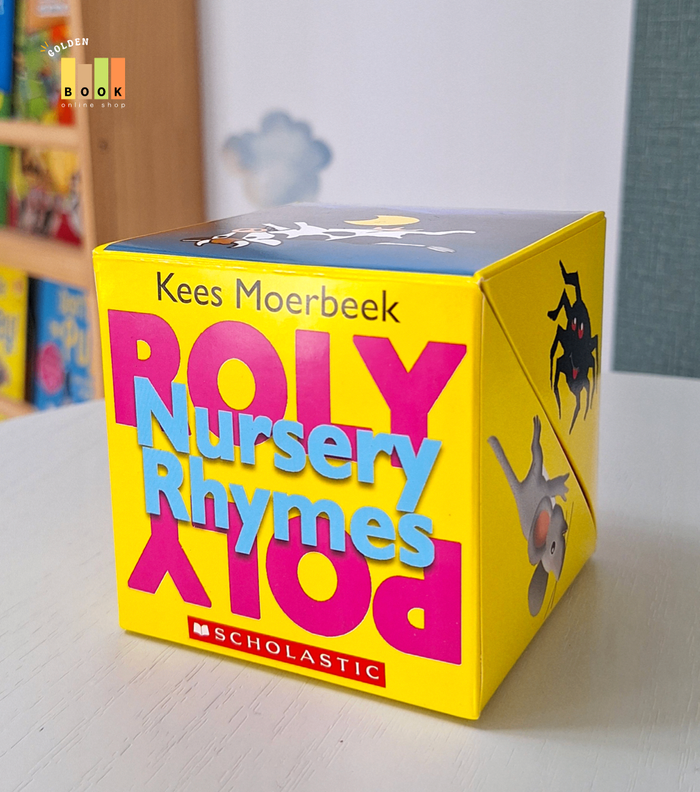 GOLDEN
BOOK
online shop
Kees Moerbeek
ROLY
Nursery
Rhymes
POLY
SCHOLASTIC